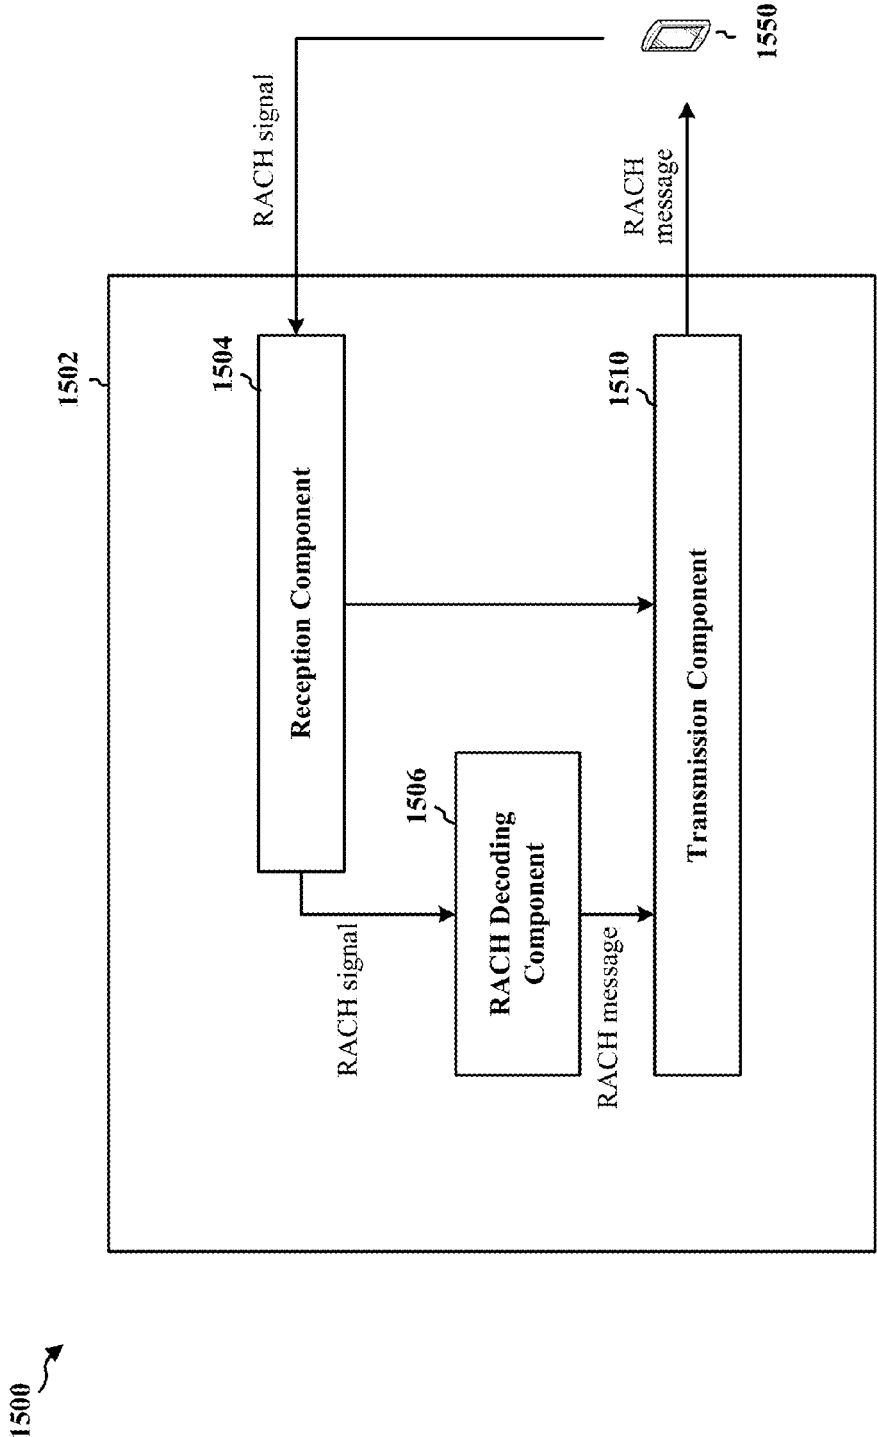 1500
1502
1504
Reception Component
RACH signal
RACH signal
1506
RACH Decoding
Component
RACH message
1510
Transmission Component
RACH
message
1550